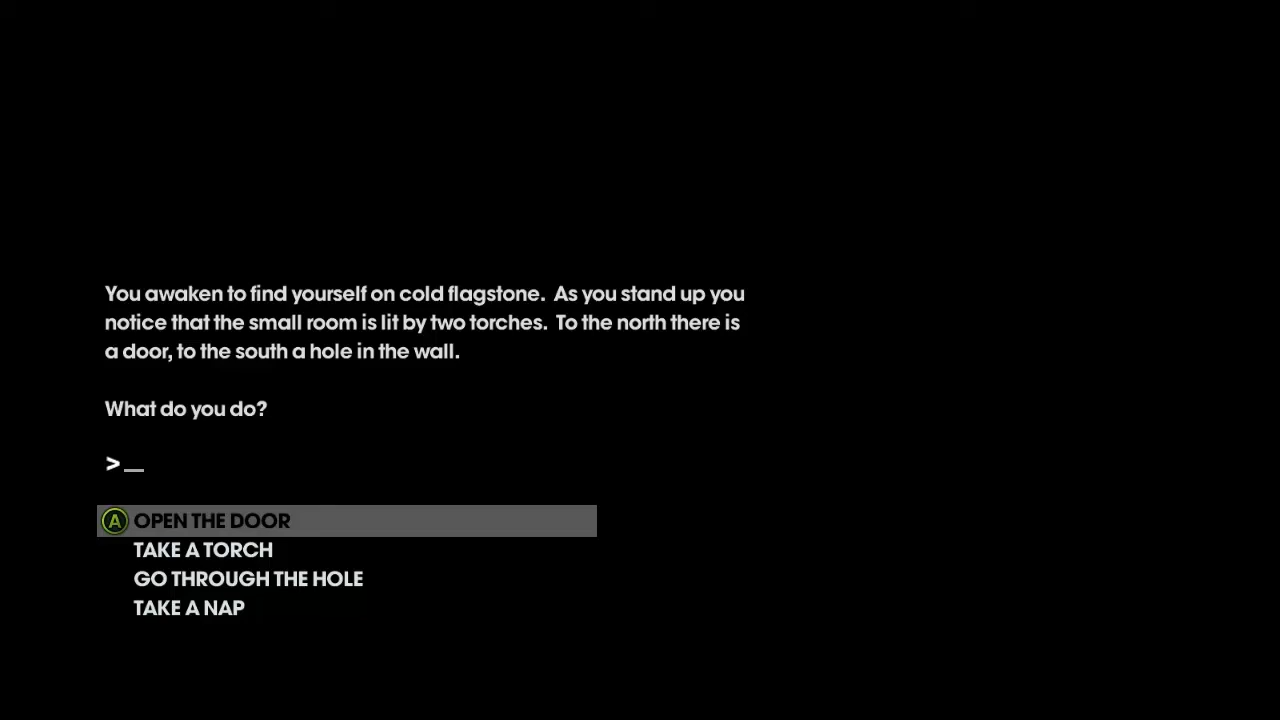 You awaken to find yourself on cold flagstone.  As you stand up you
notice that the small room is lit by two torches.  To the north there is
a door, to the south a hole in the wall.
What do you do?
>_
A OPEN THE DOOR
TAKE A TORCH
GO THROUGH THE HOLE
TAKE A NAP